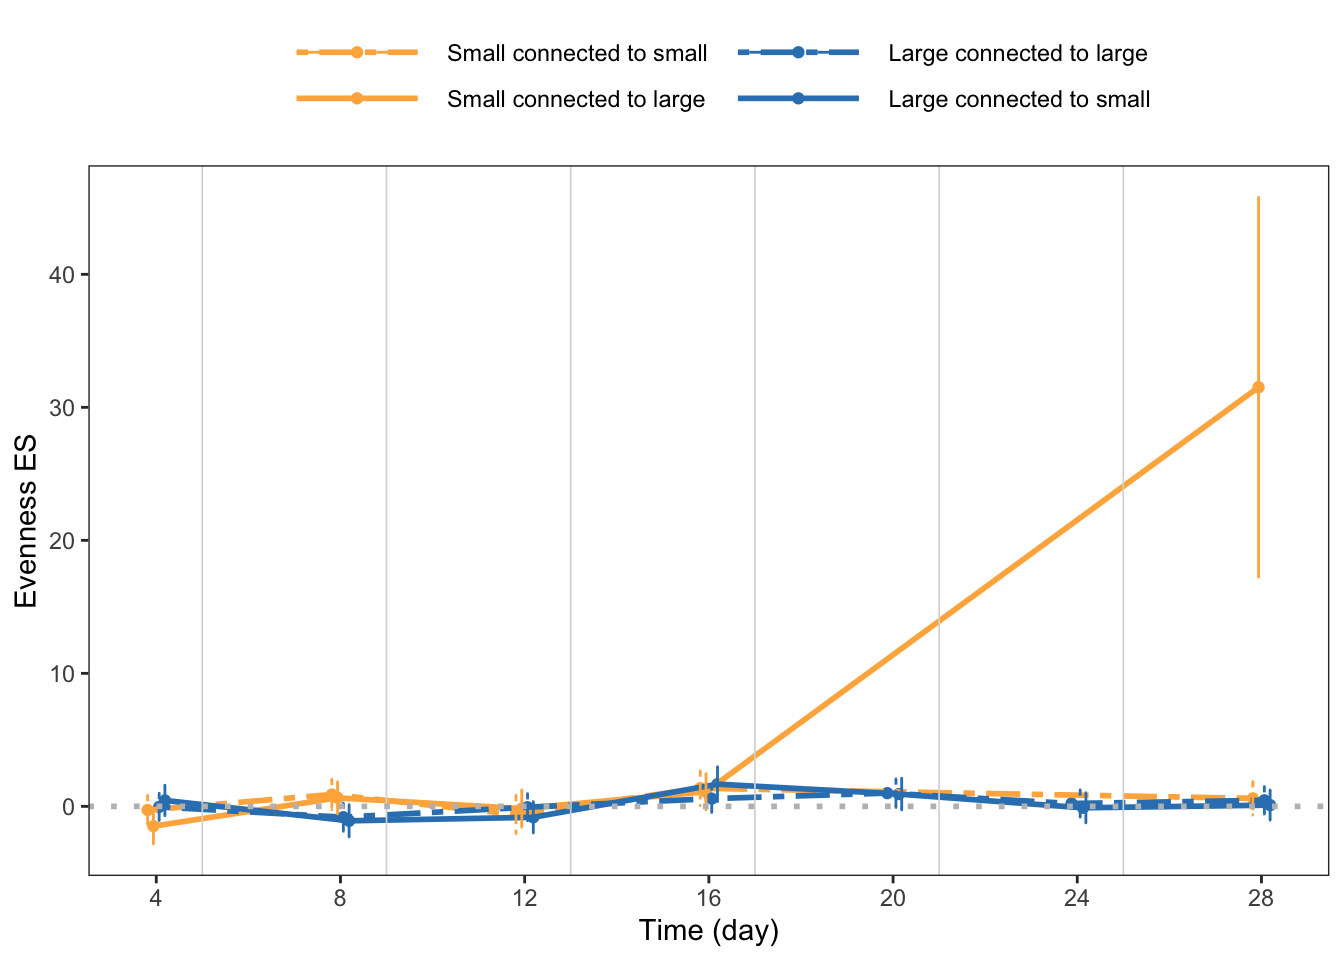 Small connected to small Large connected to large
Small connected to large Large connected to small
40
30
20
10
0
Evenness ES
4 8 12 16 20 24 28
Time (day)